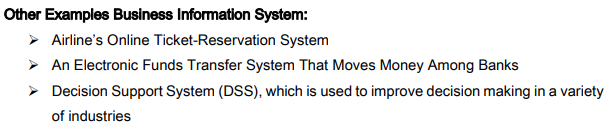 Other Examples Business Information System:
➢ Airline's Online Ticket-Reservation System
➢ An Electronic Funds Transfer System That Moves Money Among Banks
➢ Decision Support System (DSS), which is used to improve decision making in a variety
of industries